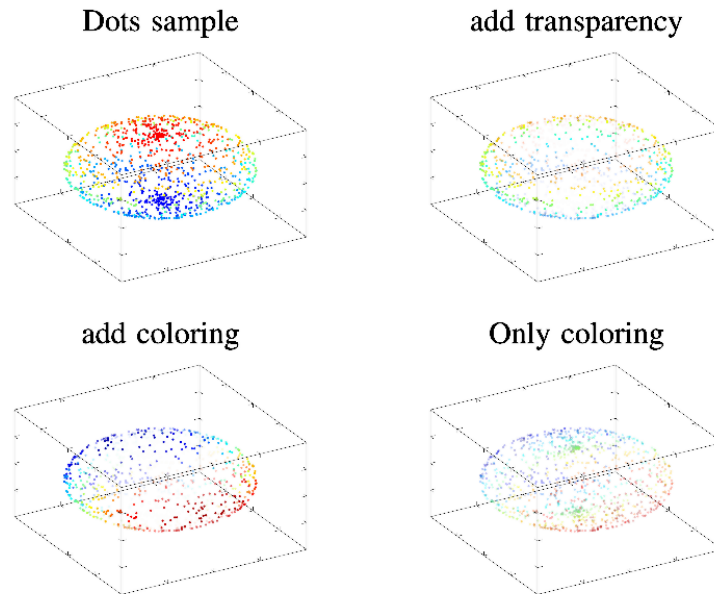 Dots sample
add transparency
add coloring
Only coloring